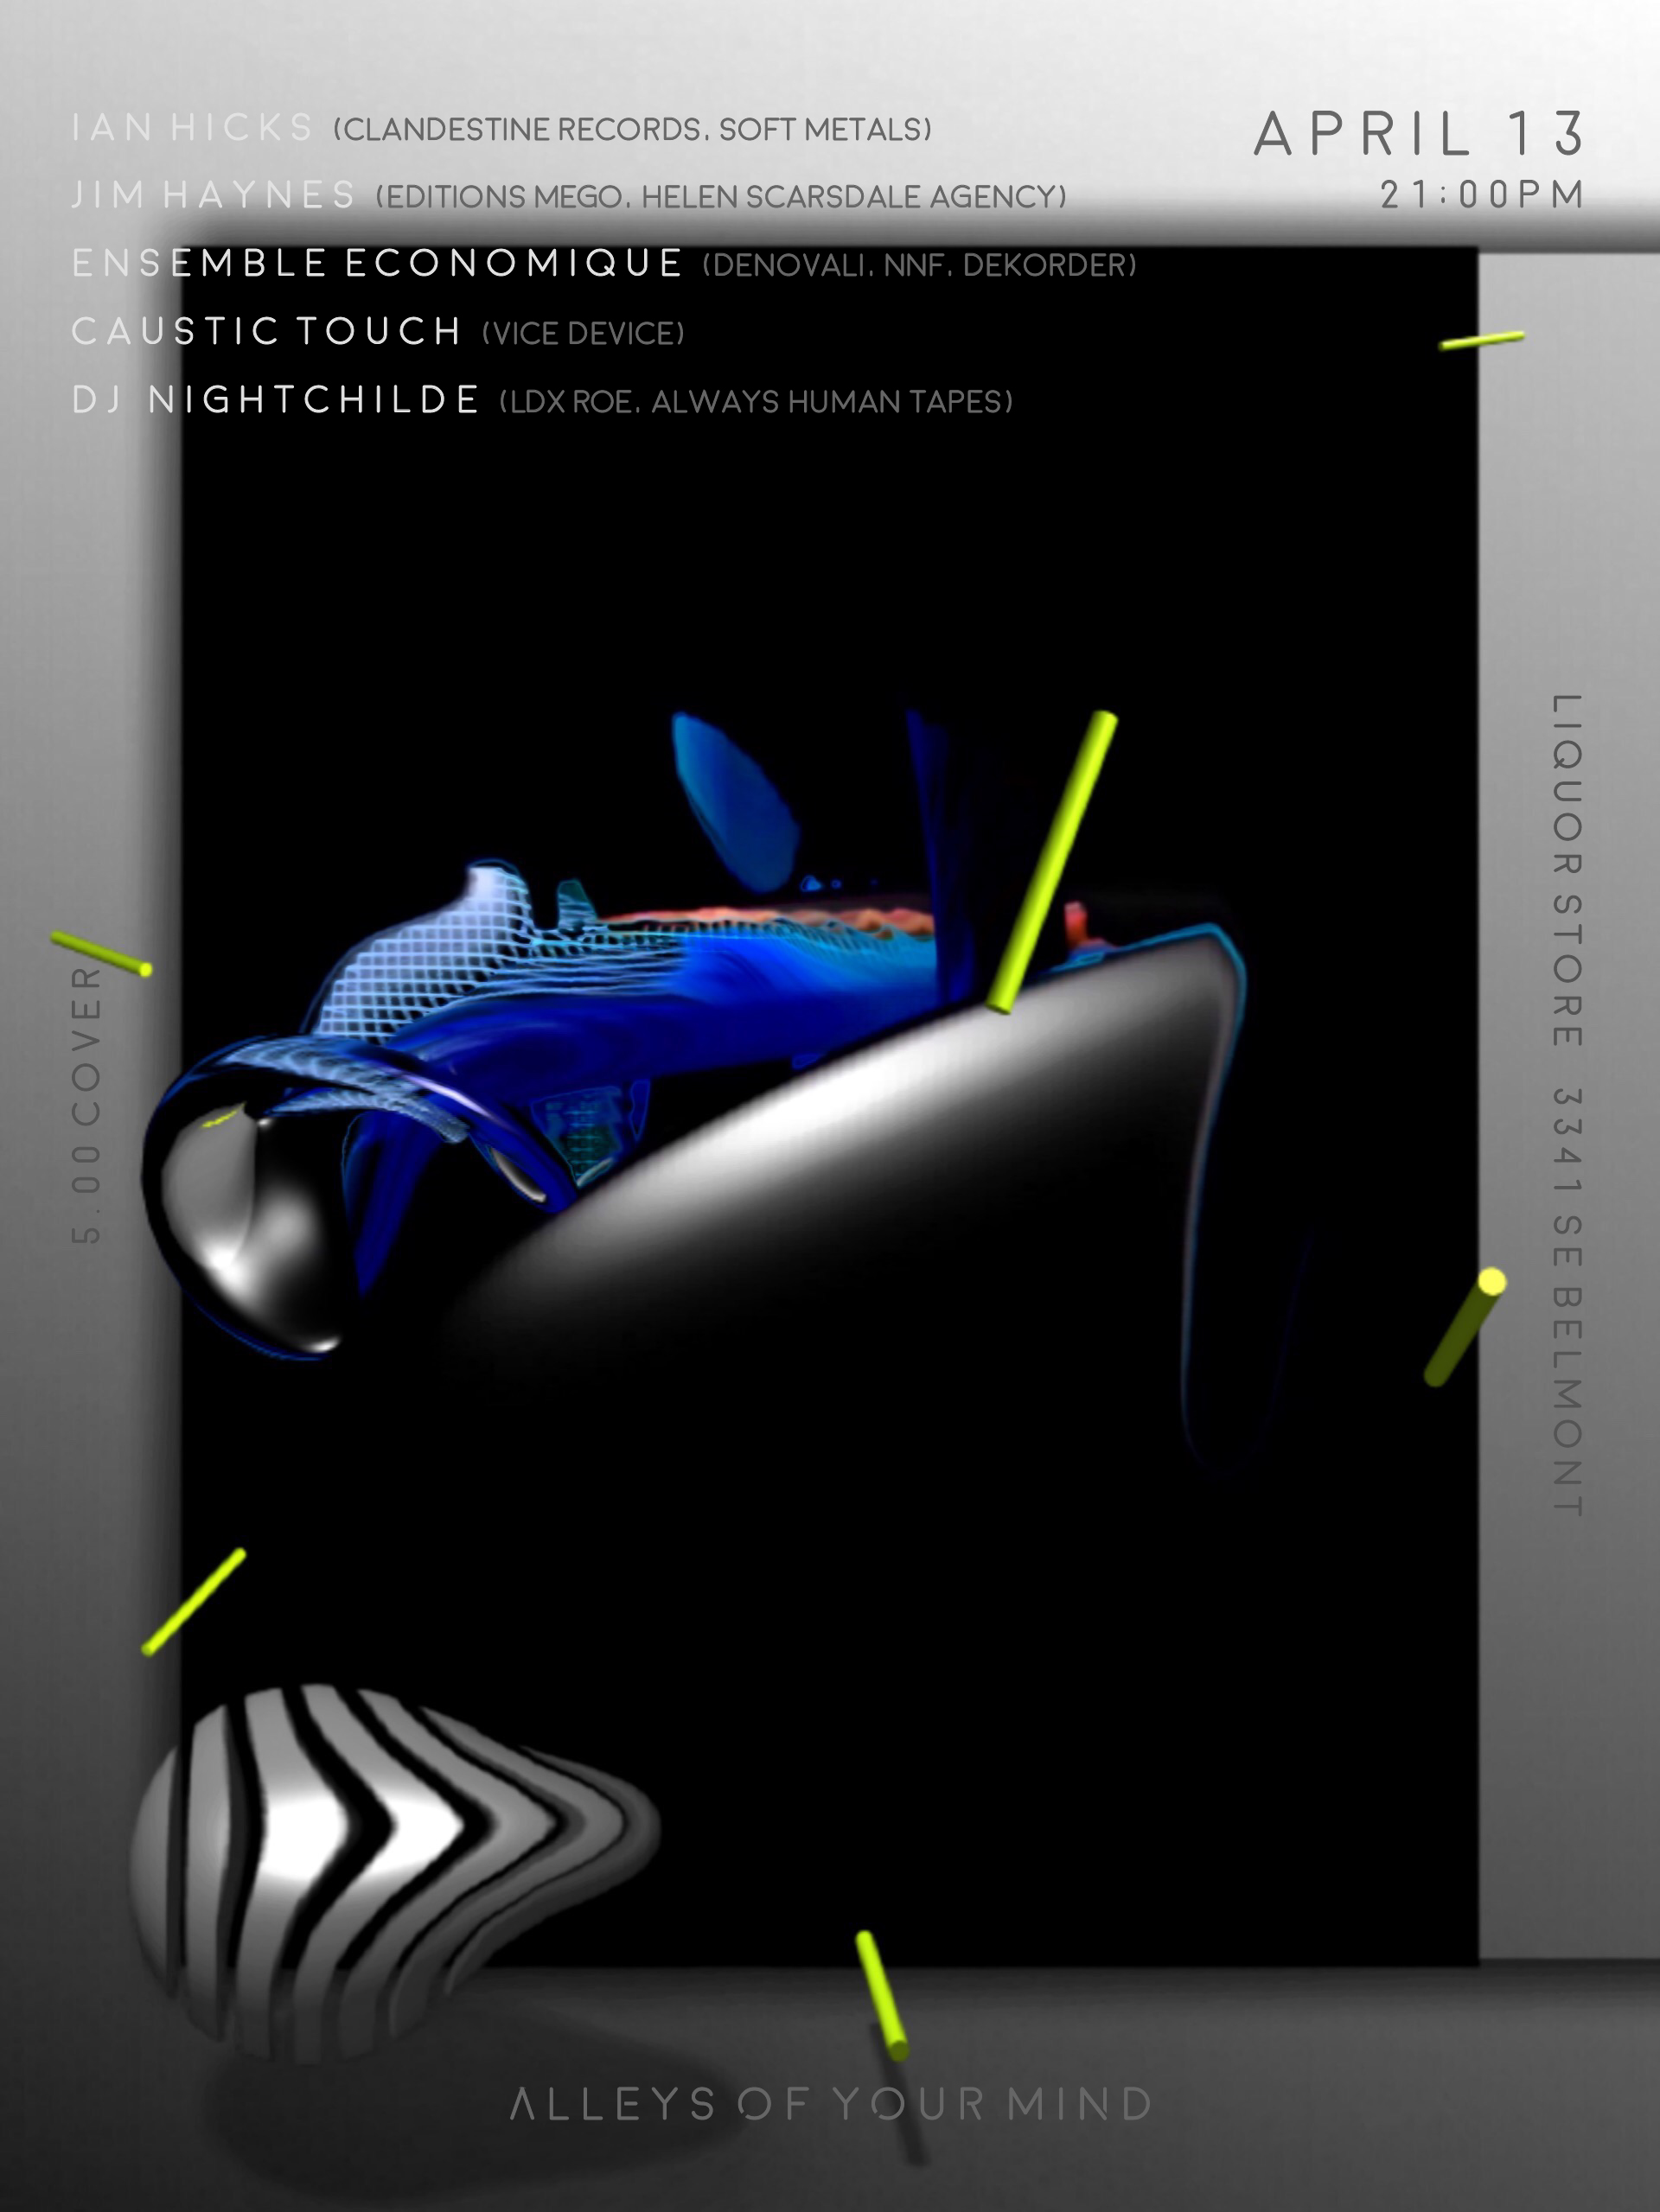 IAN HICKS (CLANDESTINE RECORDS. SOFT METALS)
JIM HAYNES (EDITIONS MEGO. HELEN SCARSDALE AGENCY)
ENSEMBLE ECONOMIQUE (DENOVALI. NNF. DEKORDER)
CAUSTIC TOUCH (VICE DEVICE)
DJ NIGHTCHILDE (LDX ROE. ALWAYS HUMAN TAPES)
APRIL 13
21:00PM
5.00 COVER
LIQUOR STORE 3341 SE BELMONT
ALLEYS OF YOUR MIND